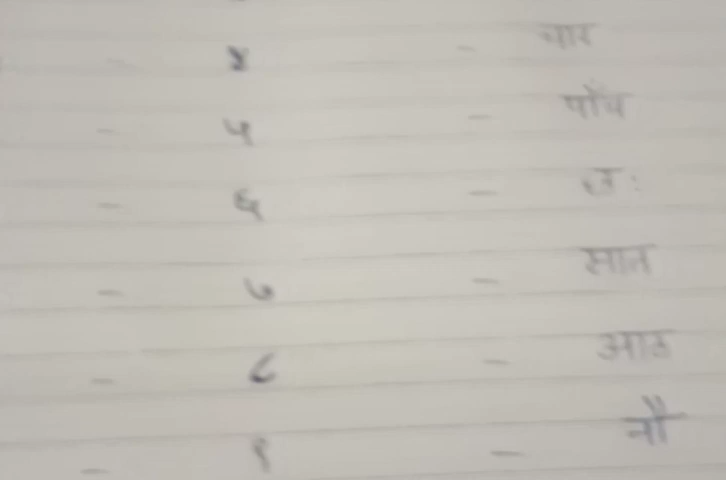 - ४ - चार
- ५ - पाँच
- ६ - छः
- ७ - सात
- ८ - आठ
- ९ - नौ